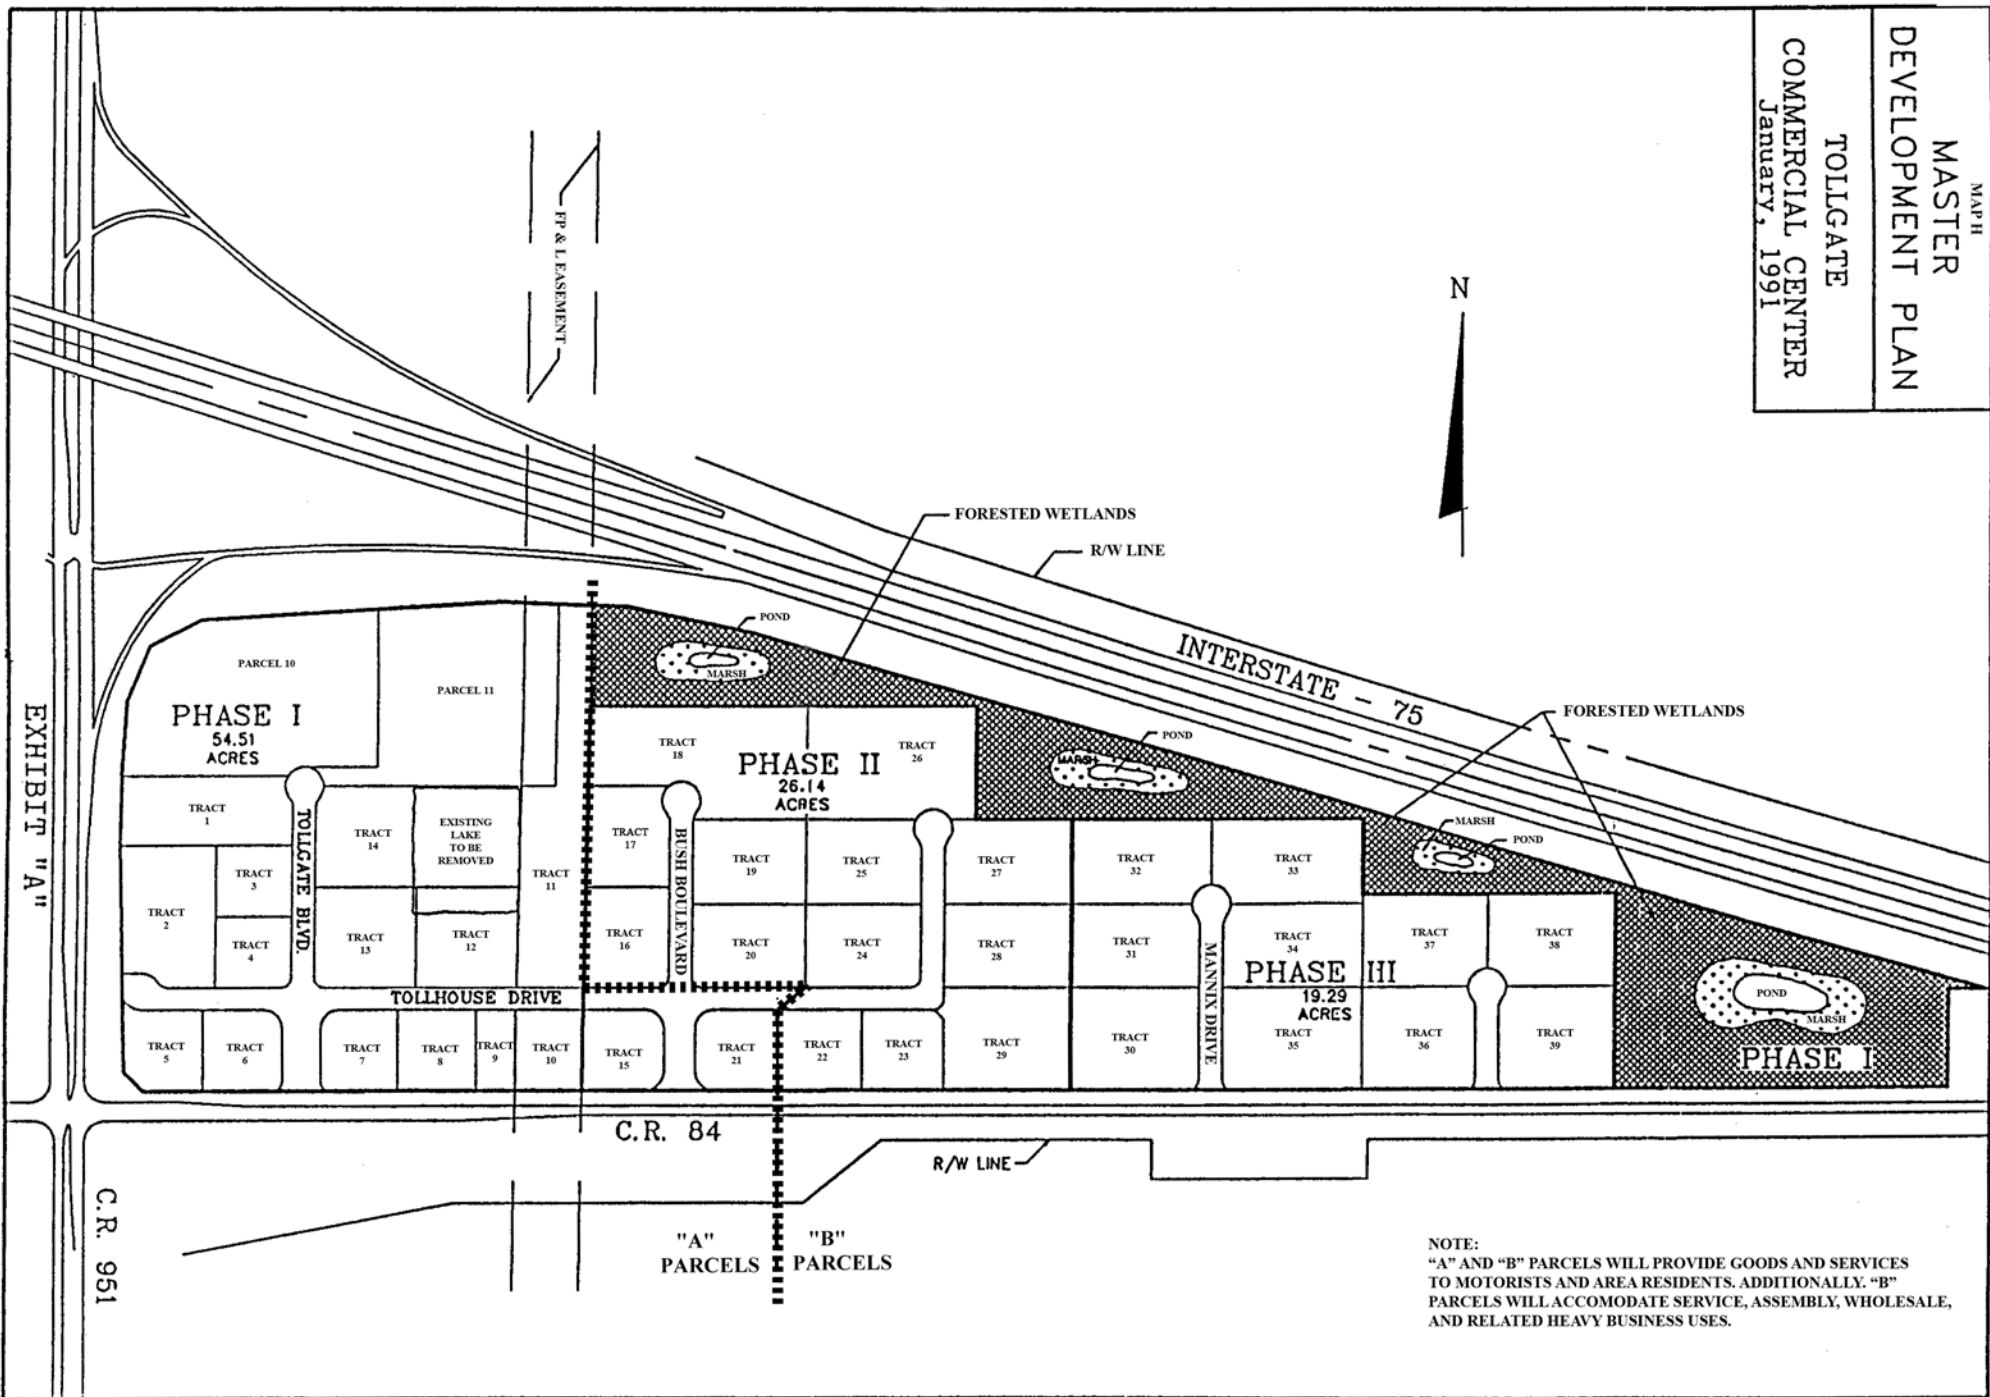 MAP H
MASTER
DEVELOPMENT PLAN
TOLLGATE
COMMERCIAL CENTER
January, 1991
N
FP & L EASEMENT
FORESTED WETLANDS
R/W LINE
INTERSTATE - 75
FORESTED WETLANDS
POND
MARSH
POND
MARSH
MARSH
POND
POND
MARSH
PHASE I
PARCEL 10
PARCEL 11
PHASE I
54.51
ACRES
EXHIBIT "A"
TRACT
1
TRACT
2
TRACT
3
TRACT
4
TOLLGATE BLVD.
TRACT
14
EXISTING
LAKE
TO BE
REMOVED
TRACT
13
TRACT
12
TRACT
11
TRACT
18
PHASE II
26.14
ACRES
TRACT
26
TRACT
17
TRACT
16
BUSH BOULEVARD
TRACT
19
TRACT
25
TRACT
20
TRACT
24
TRACT
27
TRACT
28
TRACT
32
TRACT
33
TRACT
31
TRACT
34
MANNIX DRIVE
PHASE III
19.29
ACRES
TRACT
37
TRACT
38
TOLLHOUSE DRIVE
TRACT
5
TRACT
6
TRACT
7
TRACT
8
TRACT
9
TRACT
10
TRACT
15
TRACT
21
TRACT
22
TRACT
23
TRACT
29
TRACT
30
TRACT
35
TRACT
36
TRACT
39
C.R. 84
R/W LINE
C.R. 951
"A"
PARCELS
"B"
PARCELS
NOTE:
“A” AND “B” PARCELS WILL PROVIDE GOODS AND SERVICES
TO MOTORISTS AND AREA RESIDENTS. ADDITIONALLY. “B”
PARCELS WILL ACCOMODATE SERVICE, ASSEMBLY, WHOLESALE,
AND RELATED HEAVY BUSINESS USES.